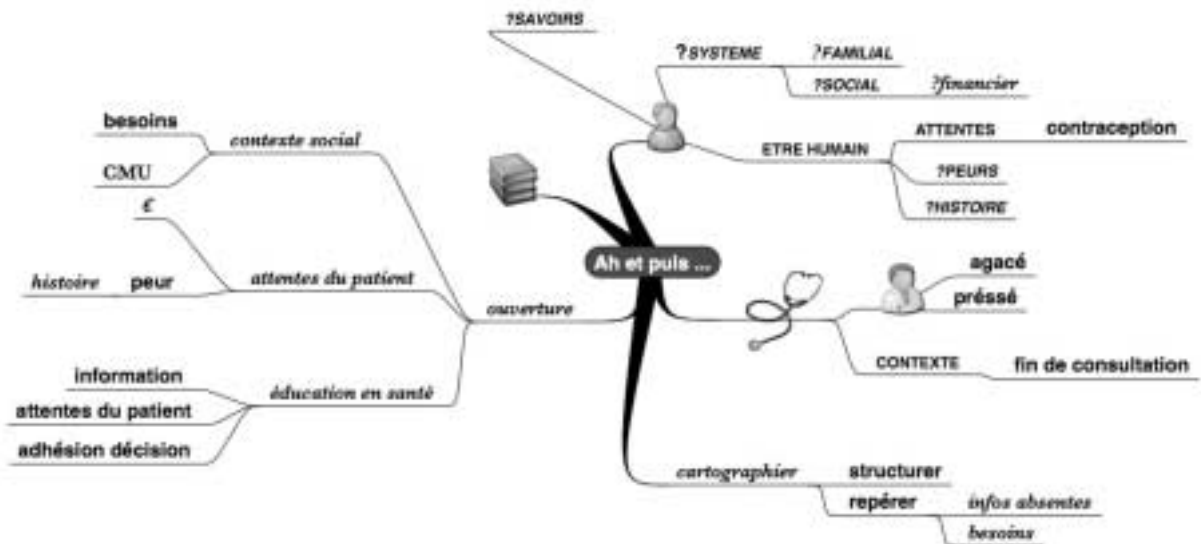 ?SAVOIRS
?SYSTEME
?FAMILIAL
?SOCIAL
?financier
ETRE HUMAIN
ATTENTES
contraception
?PEURS
?HISTOIRE
Ah et puis ...
agacé
préssé
CONTEXTE
fin de consultation
cartographier
structurer
repérer
infos absentes
besoins
ouverture
contexte social
besoins
CMU
attentes du patient
€
peur
histoire
éducation en santé
information
attentes du patient
adhésion décision